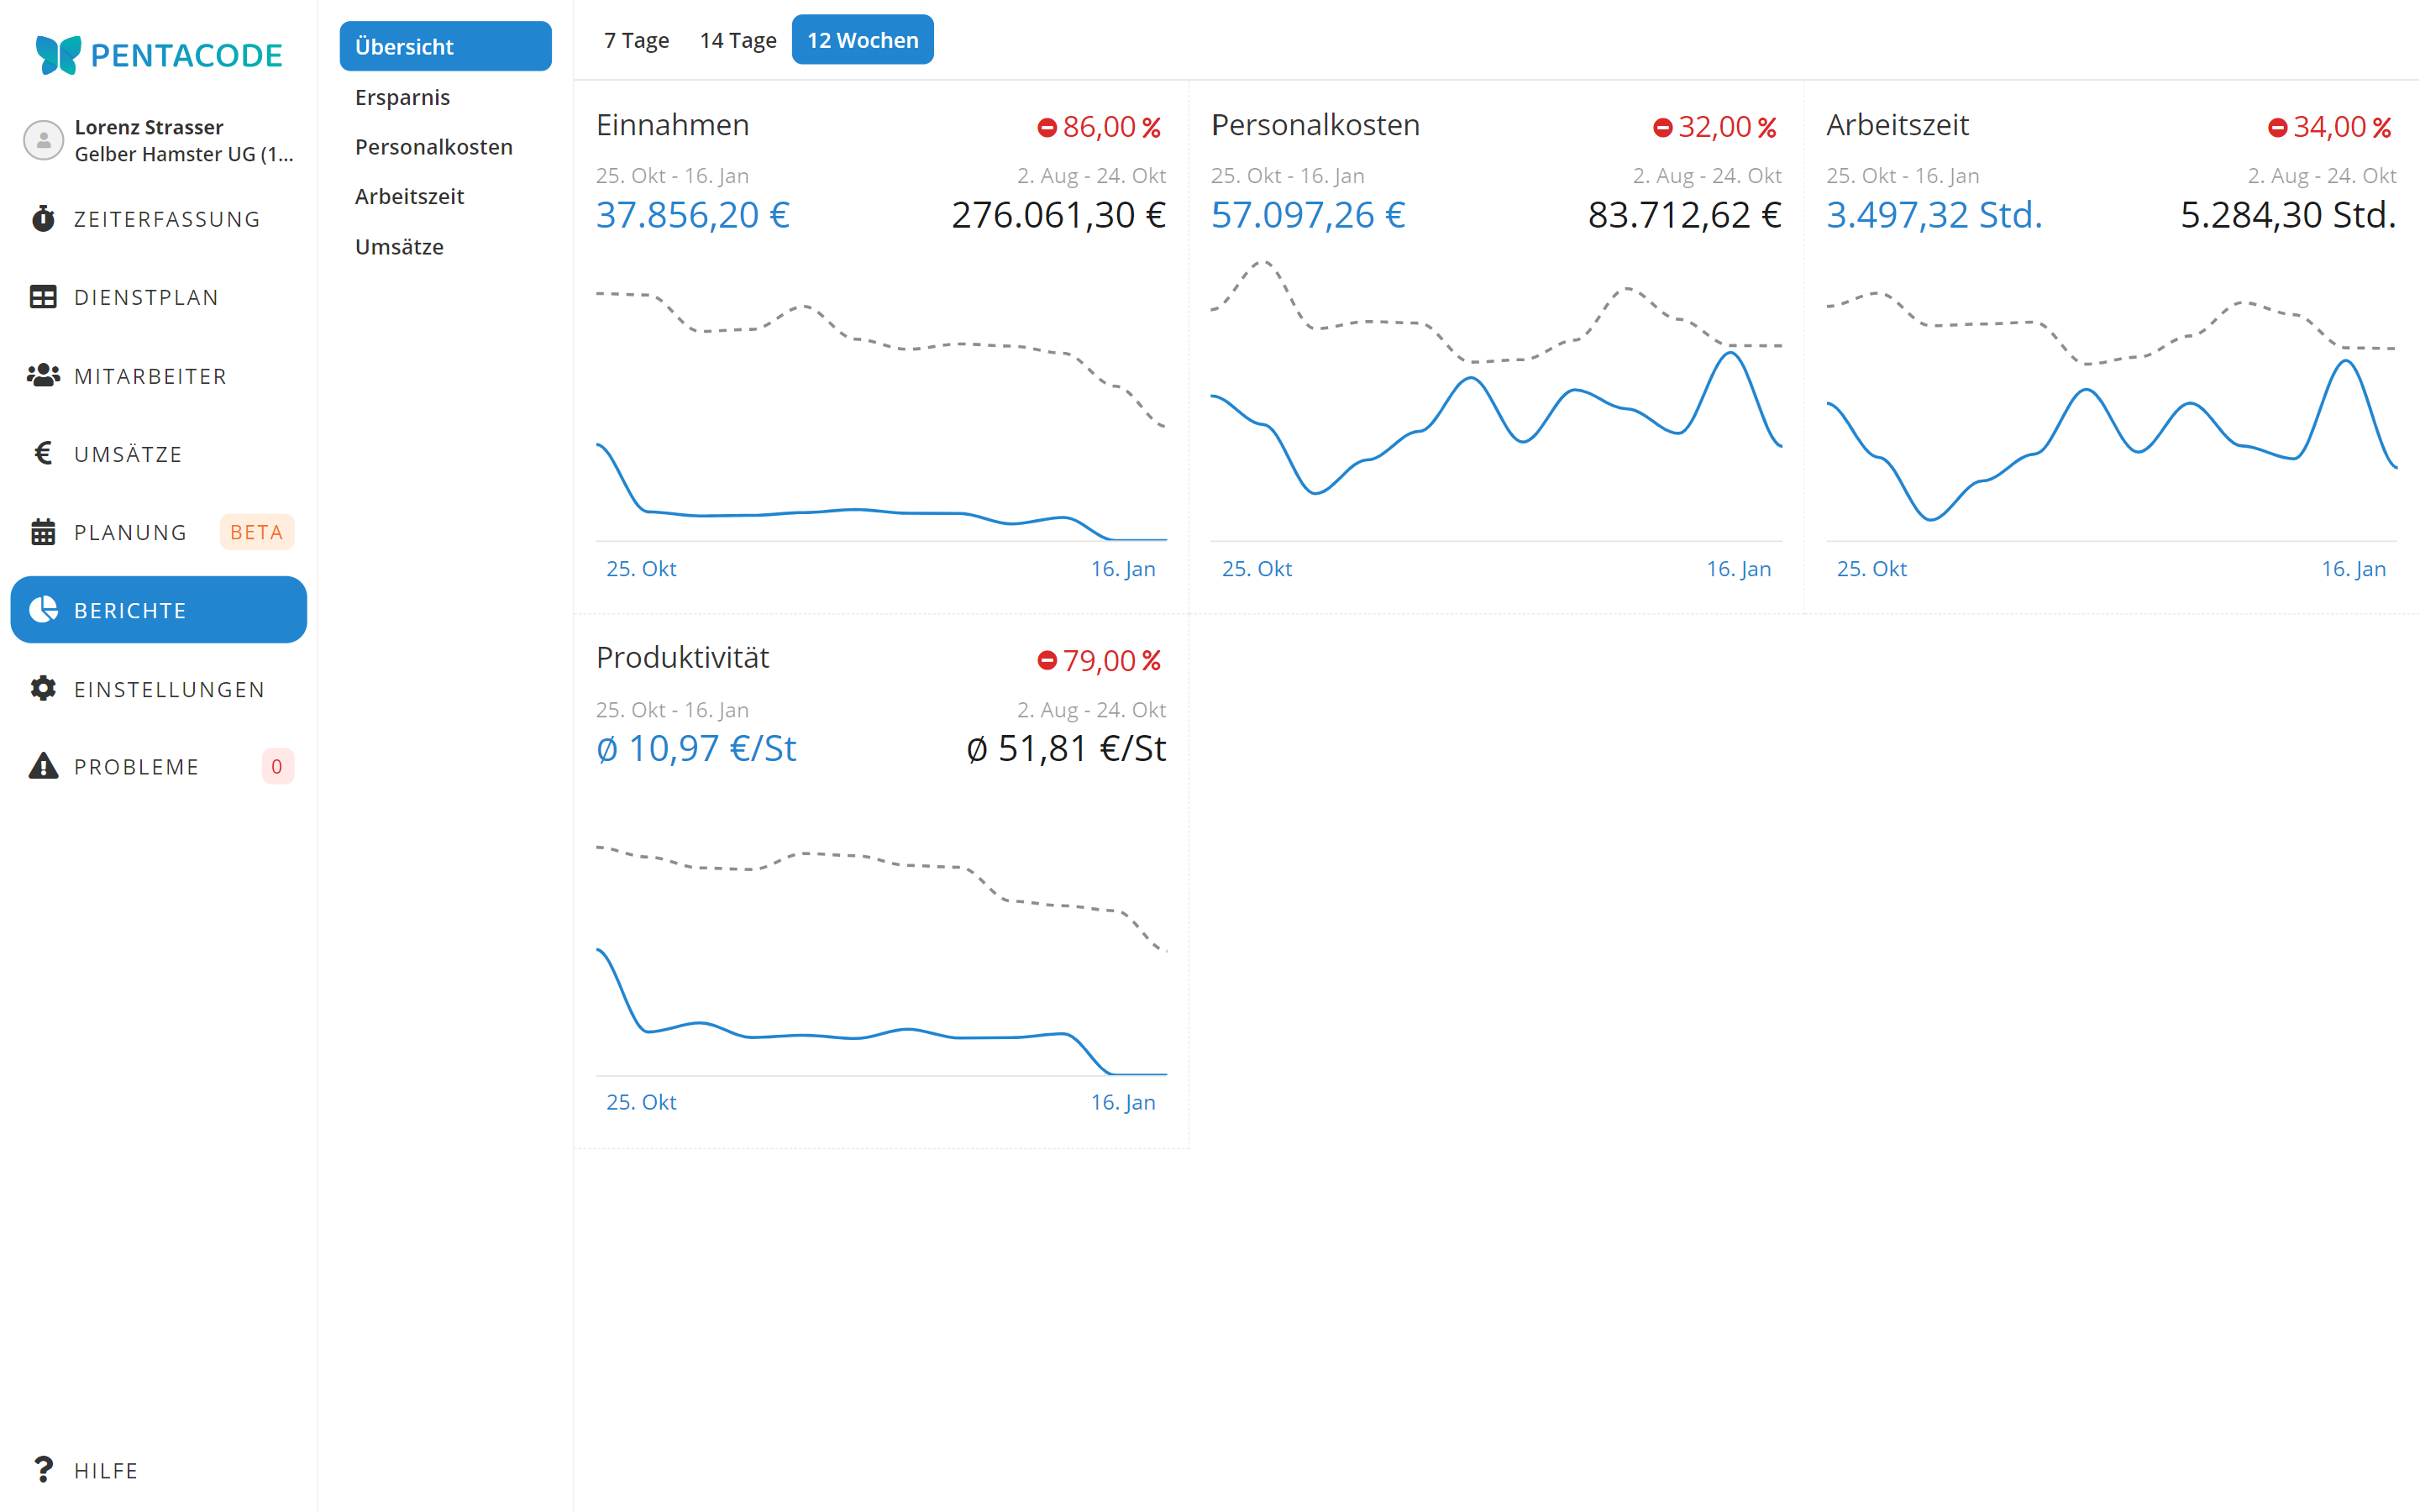 PENTACODE
Lorenz Strasser
Gelber Hamster UG (1...
ZEITERFASSUNG
DIENSTPLAN
MITARBEITER
UMSÄTZE
PLANUNG BETA
BERICHTE
EINSTELLUNGEN
PROBLEME 0
HILFE
Übersicht
Ersparnis
Personalkosten
Arbeitszeit
Umsätze
7 Tage 14 Tage 12 Wochen
Einnahmen 86,00 %
25. Okt - 16. Jan 2. Aug - 24. Okt
37.856,20 € 276.061,30 €
25. Okt 16. Jan
Personalkosten 32,00 %
25. Okt - 16. Jan 2. Aug - 24. Okt
57.097,26 € 83.712,62 €
25. Okt 16. Jan
Arbeitszeit 34,00 %
25. Okt - 16. Jan 2. Aug - 24. Okt
3.497,32 Std. 5.284,30 Std.
25. Okt 16. Jan
Produktivität 79,00 %
25. Okt - 16. Jan 2. Aug - 24. Okt
ø 10,97 €/St ø 51,81 €/St
25. Okt 16. Jan